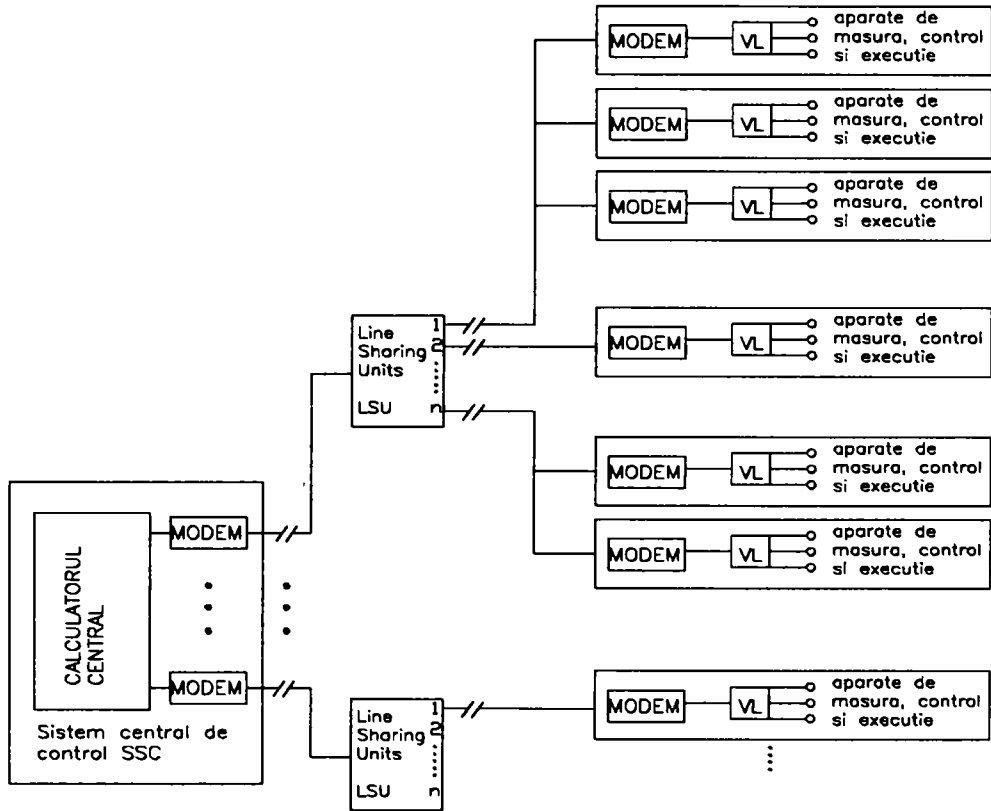 MODEM VL aparate de
masura, control
si executie
MODEM VL aparate de
masura, control
si executie
MODEM VL aparate de
masura, control
si executie
Line 1
Sharing 2
Units
LSU n
MODEM VL aparate de
masura, control
si executie
MODEM VL aparate de
masura, control
si executie
MODEM VL aparate de
masura, control
si executie
CALCULATORUL
CENTRAL
MODEM
MODEM
Sistem central de
control SSC
Line 1
Sharing 2
Units
LSU n
MODEM VL aparate de
masura, control
si executie